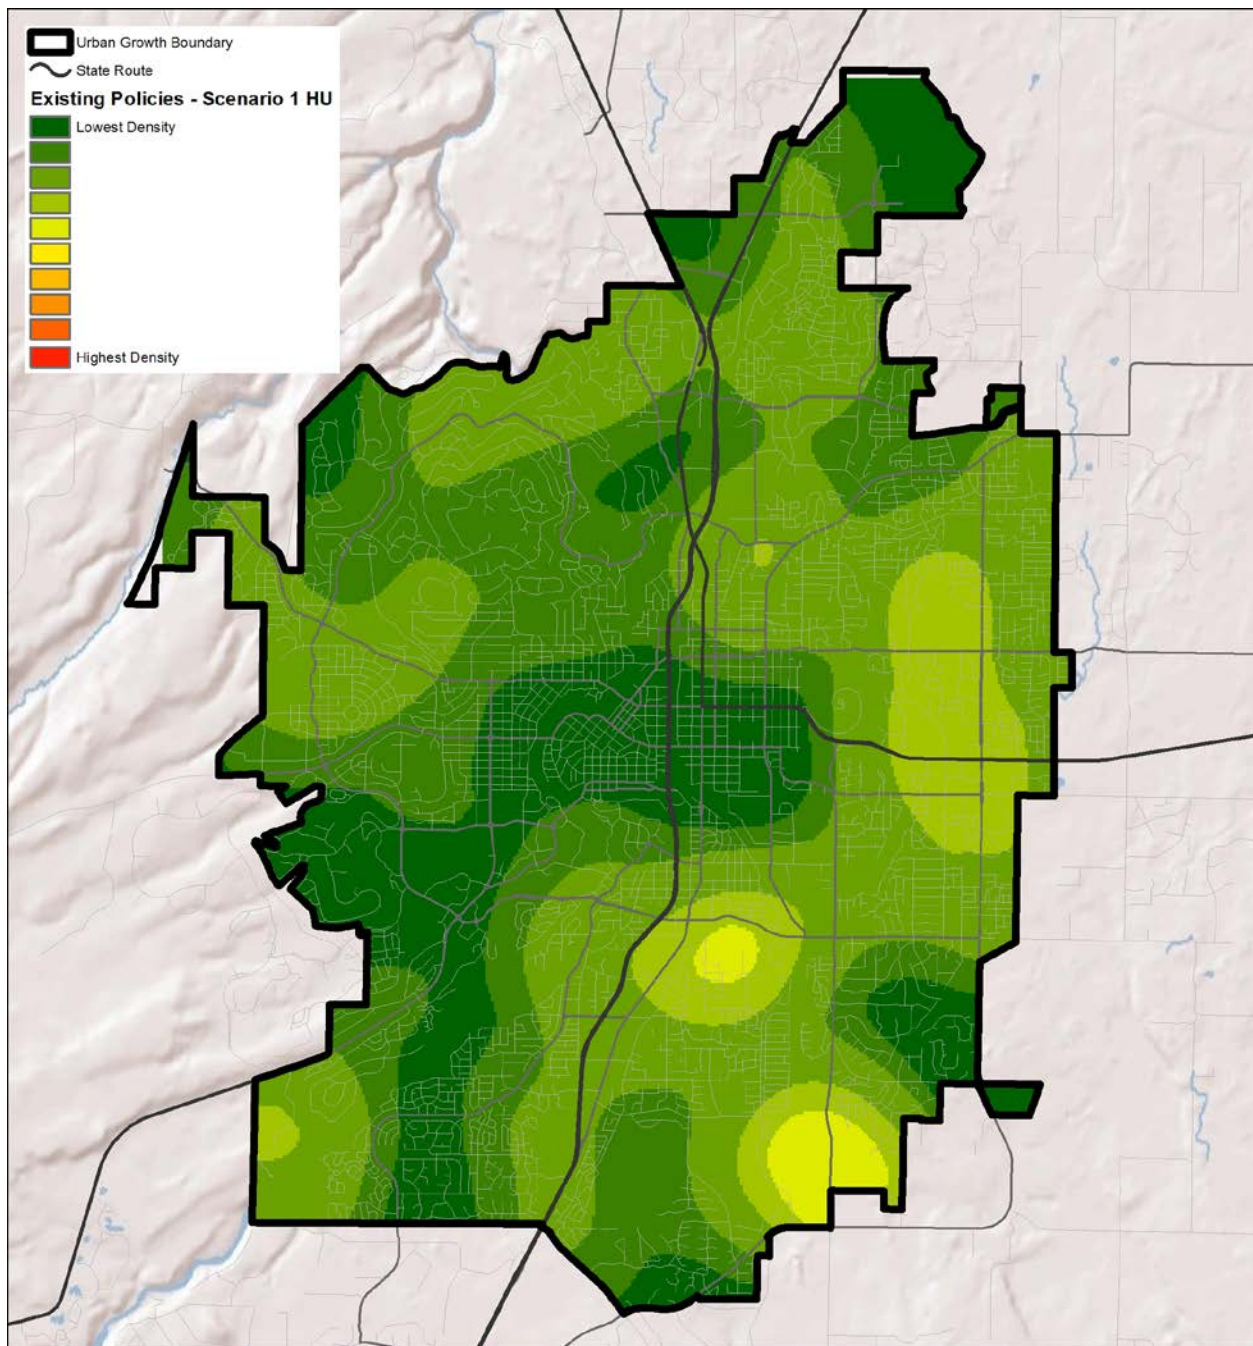 Urban Growth Boundary
State Route
Existing Policies - Scenario 1 HU
Lowest Density
Highest Density